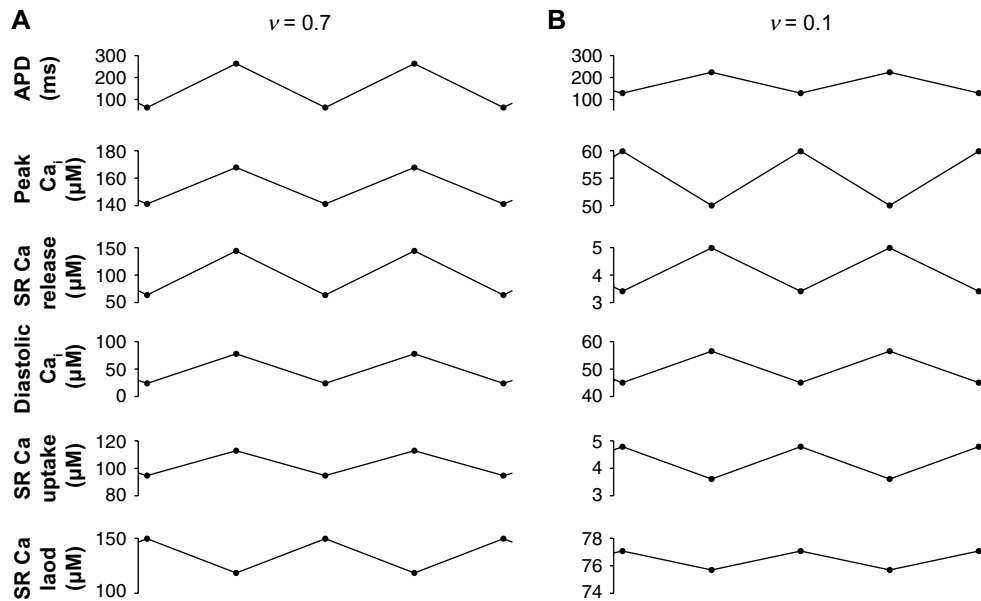 A
ν = 0.7
APD
(ms)
300
200
100
Peak
Ca i
(μM)
180
160
140
SR Ca
release
(μM)
150
100
50
Diastolic
Ca i
(μM)
100
50
0
SR Ca
uptake
(μM)
120
100
80
SR Ca
laod
(μM)
150
100
B
ν = 0.1
300
200
100
60
55
50
5
4
3
60
50
40
5
4
3
78
76
74